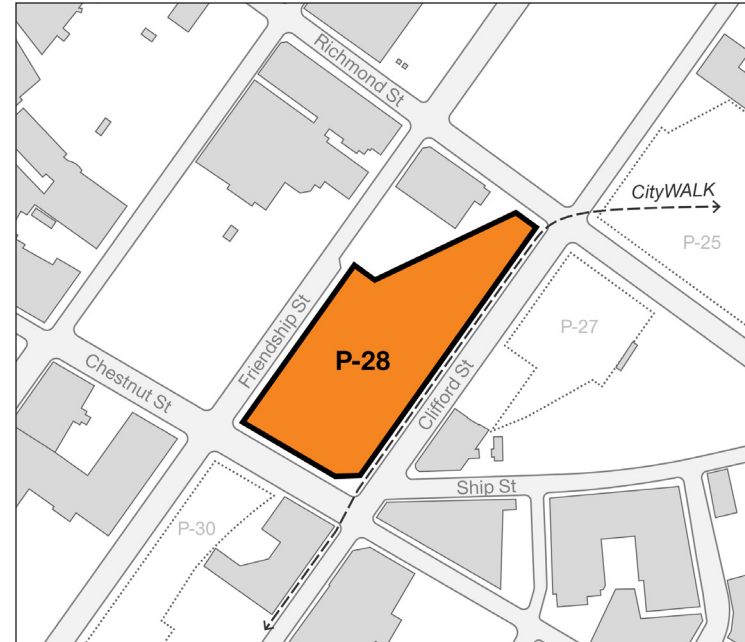 Richmond St
CityWALK
P-25
Friendship St
P-27
P-28
Chestnut St
Clifford St
Ship St
P-30